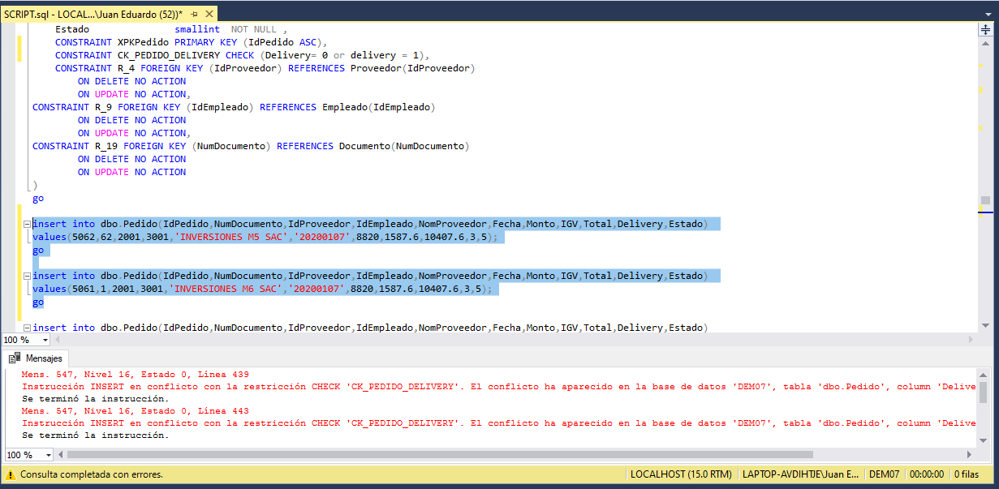 SCRIPT.sql - LOCAL...\Juan Eduardo (52))*
Estado smallint NOT NULL ,
CONSTRAINT XPKPedido PRIMARY KEY (IdPedido ASC),
CONSTRAINT CK_PEDIDO_DELIVERY CHECK (Delivery= 0 or delivery = 1),
CONSTRAINT R_4 FOREIGN KEY (IdProveedor) REFERENCES Proveedor(IdProveedor)
ON DELETE NO ACTION
ON UPDATE NO ACTION,
CONSTRAINT R_9 FOREIGN KEY (IdEmpleado) REFERENCES Empleado(IdEmpleado)
ON DELETE NO ACTION
ON UPDATE NO ACTION,
CONSTRAINT R_19 FOREIGN KEY (NumDocumento) REFERENCES Documento(NumDocumento)
ON DELETE NO ACTION
ON UPDATE NO ACTION
)
go
insert into dbo.Pedido(IdPedido,NumDocumento,IdProveedor,IdEmpleado,NomProveedor,Fecha,Monto,IGV,Total,Delivery,Estado)
values(5062,62,2001,3001,'INVERSIONES M5 SAC','20200107',8820,1587.6,10407.6,3,5);
go
insert into dbo.Pedido(IdPedido,NumDocumento,IdProveedor,IdEmpleado,NomProveedor,Fecha,Monto,IGV,Total,Delivery,Estado)
values(5061,1,2001,3001,'INVERSIONES M6 SAC','20200107',8820,1587.6,10407.6,3,5);
go
insert into dbo.Pedido(IdPedido,NumDocumento,IdProveedor,IdEmpleado,NomProveedor,Fecha,Monto,IGV,Total,Delivery,Estado)
100 %
Mensajes
Mens. 547, Nivel 16, Estado 0, Línea 439
Instrucción INSERT en conflicto con la restricción CHECK 'CK_PEDIDO_DELIVERY'. El conflicto ha aparecido en la base de datos 'DEM07', tabla 'dbo.Pedido', column 'Delive
Se terminó la instrucción.
Mens. 547, Nivel 16, Estado 0, Línea 443
Instrucción INSERT en conflicto con la restricción CHECK 'CK_PEDIDO_DELIVERY'. El conflicto ha aparecido en la base de datos 'DEM07', tabla 'dbo.Pedido', column 'Delive
Se terminó la instrucción.
100 %
Consulta completada con errores. LOCALHOST (15.0 RTM) LAPTOP-AVDIHTJE\Juan E... DEM07 00:00:00 0 filas